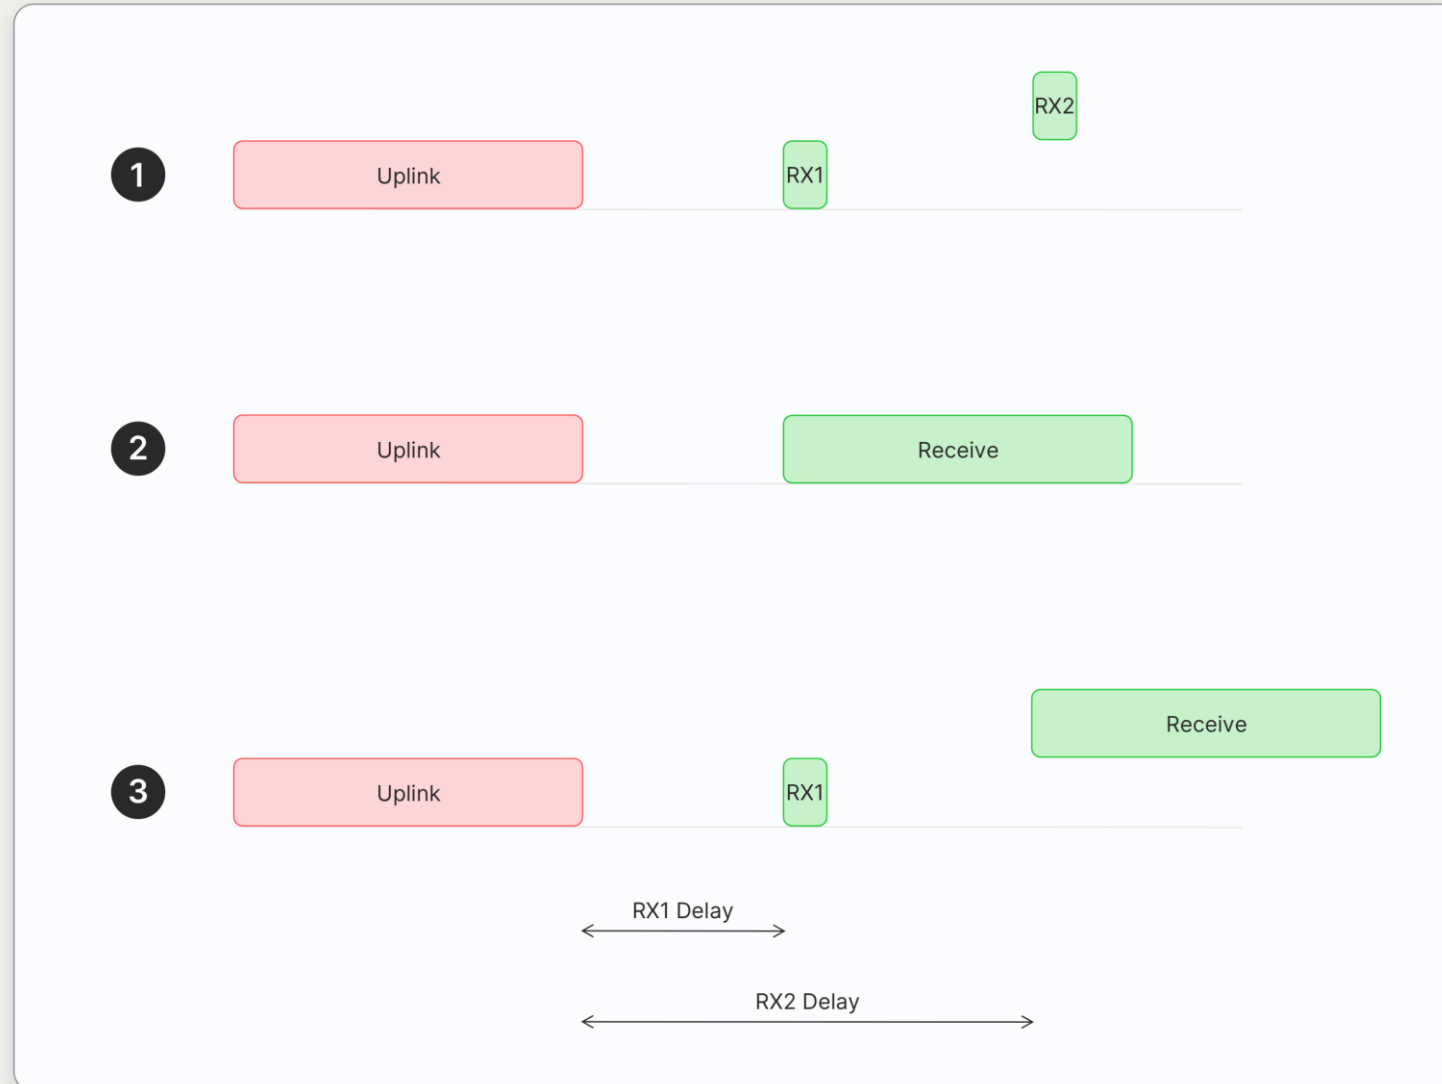 RX2
1
Uplink
RX1
2
Uplink
Receive
Receive
3
Uplink
RX1
RX1 Delay
RX2 Delay